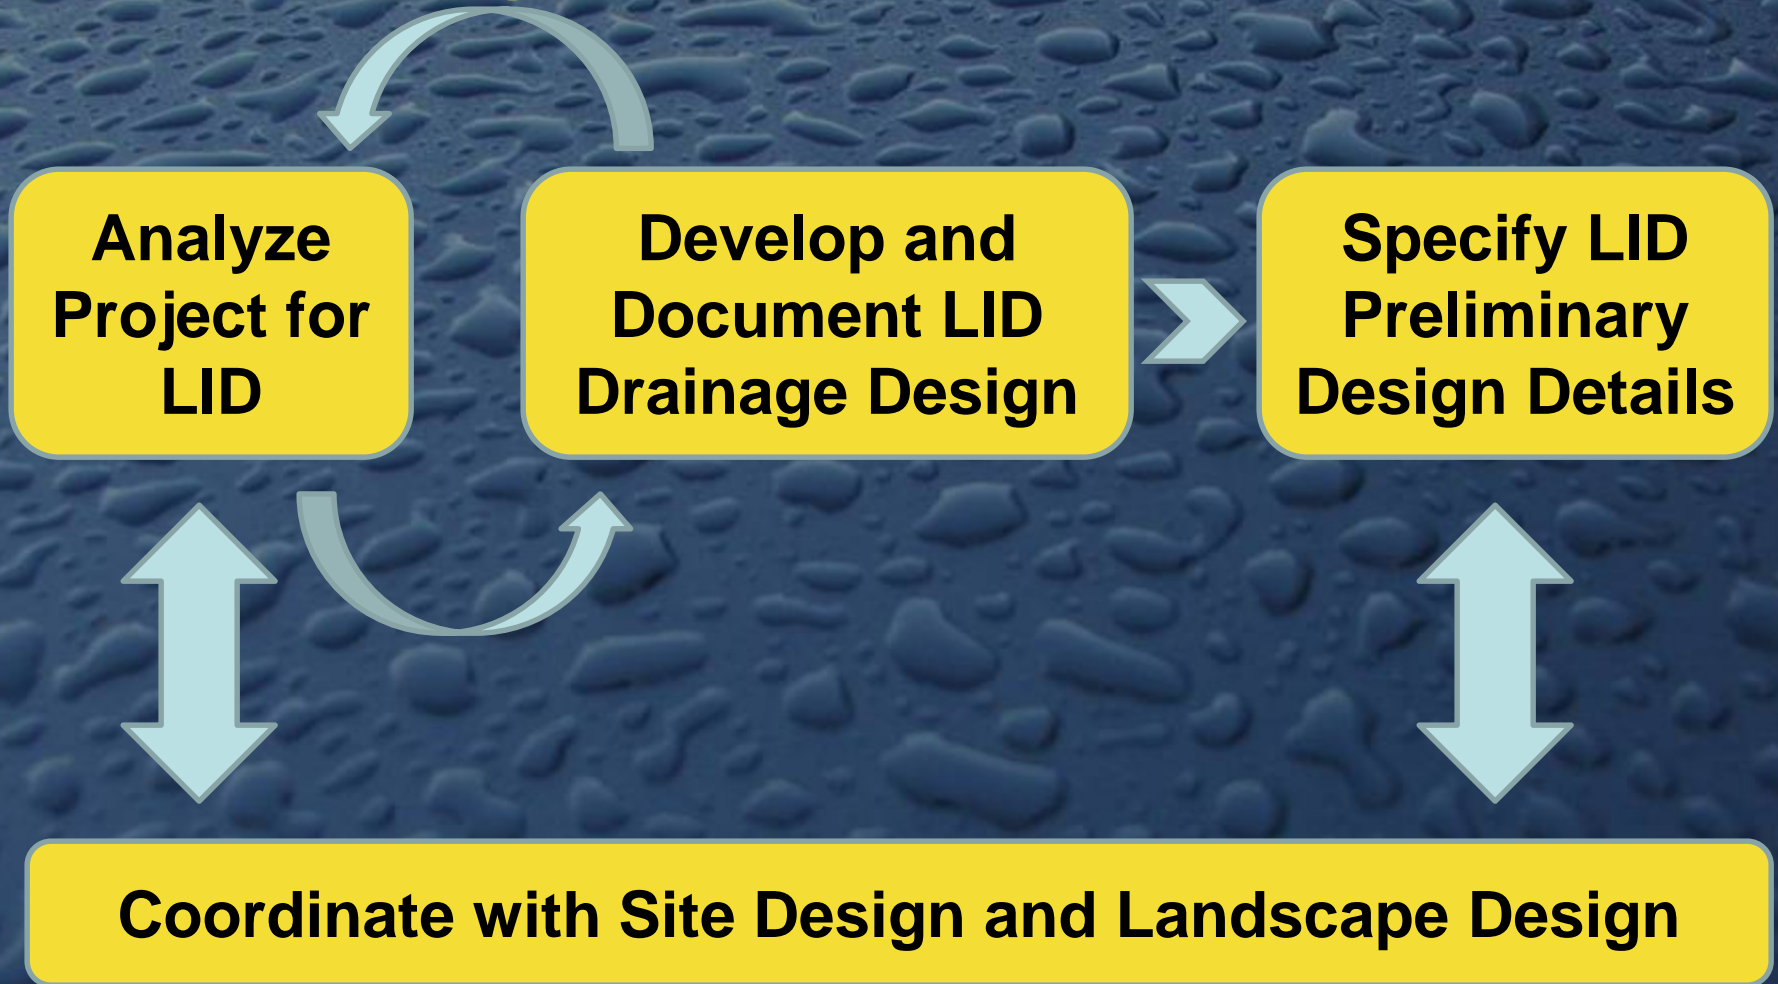 Analyze
Project for
LID
Develop and
Document LID
Drainage Design
Specify LID
Preliminary
Design Details
Coordinate with Site Design and Landscape Design